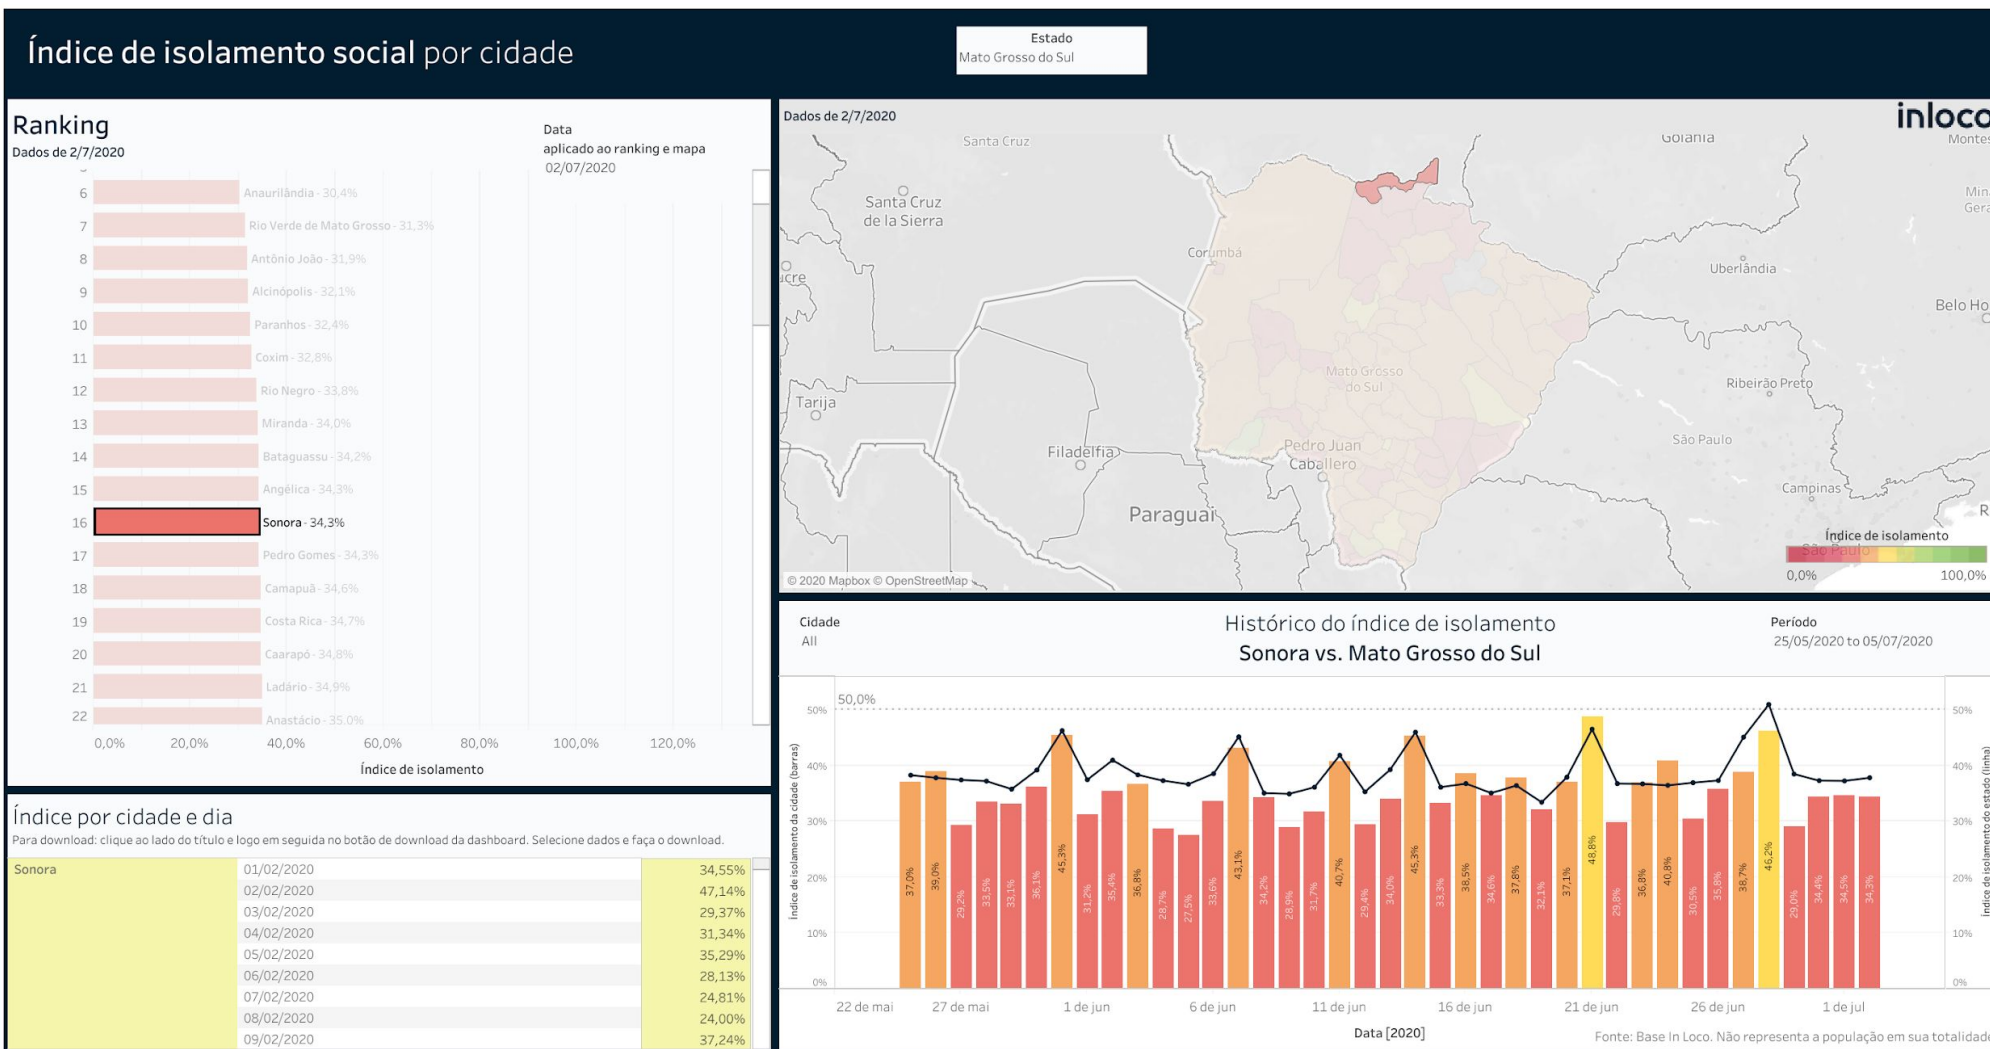 Índice de isolamento social por cidade
Estado
Mato Grosso do Sul
Ranking
Dados de 2/7/2020
Data
aplicado ao ranking e mapa
02/07/2020
6 Anaurilândia - 30,4%
7 Rio Verde de Mato Grosso - 31,3%
8 Antônio João - 31,9%
9 Alcinópolis - 32,1%
10 Paranhos - 32,4%
11 Coxim - 32,8%
12 Rio Negro - 33,8%
13 Miranda - 34,0%
14 Bataguassu - 34,2%
15 Angélica - 34,3%
16 Sonora - 34,3%
17 Pedro Gomes - 34,3%
18 Camapuã - 34,6%
19 Costa Rica - 34,7%
20 Caarapó - 34,8%
21 Ladário - 34,9%
22 Anastácio - 35,0%
0,0% 20,0% 40,0% 60,0% 80,0% 100,0% 120,0%
Índice de isolamento
Índice por cidade e dia
Para download: clique ao lado do título e logo em seguida no botão de download da dashboard. Selecione dados e faça o download.
Sonora 01/02/2020 34,55%
02/02/2020 47,14%
03/02/2020 29,37%
04/02/2020 31,34%
05/02/2020 35,29%
06/02/2020 28,13%
07/02/2020 24,81%
08/02/2020 24,00%
09/02/2020 37,24%
Dados de 2/7/2020
inloco
Santa Cruz
Goiânia
Montes
Santa Cruz
de la Sierra
Min
Gera
Corumbá
ucre
Uberlândia
Belo Ho
Mato Grosso
do Sul
Ribeirão Preto
Tarija
São Paulo
Filadélfia
Pedro Juan
Caballero
Campinas
Paraguai
R
Índice de isolamento
São Paulo
0,0% 100,0%
© 2020 Mapbox © OpenStreetMap
Cidade
All
Histórico do índice de isolamento
Sonora vs. Mato Grosso do Sul
Período
25/05/2020 to 05/07/2020
50,0%
50% 50%
40% 40%
30% 30%
20% 20%
10% 10%
0% 0%
Índice de isolamento da cidade (barras)
Índice de isolamento do estado (linha)
37,0% 39,0% 29,2% 33,5% 33,1% 36,1% 45,3% 31,2% 35,4% 36,8% 28,7% 27,5% 33,6% 43,1% 34,2% 28,9% 31,7% 40,7% 29,4% 34,0% 45,3% 33,3% 38,5% 34,6% 37,8% 32,1% 37,1% 48,8% 29,8% 36,8% 40,8% 30,5% 35,8% 38,7% 46,2% 29,0% 34,4% 34,5% 34,3%
22 de mai 27 de mai 1 de jun 6 de jun 11 de jun 16 de jun 21 de jun 26 de jun 1 de jul
Data [2020]
Fonte: Base In Loco. Não representa a população em sua totalidade